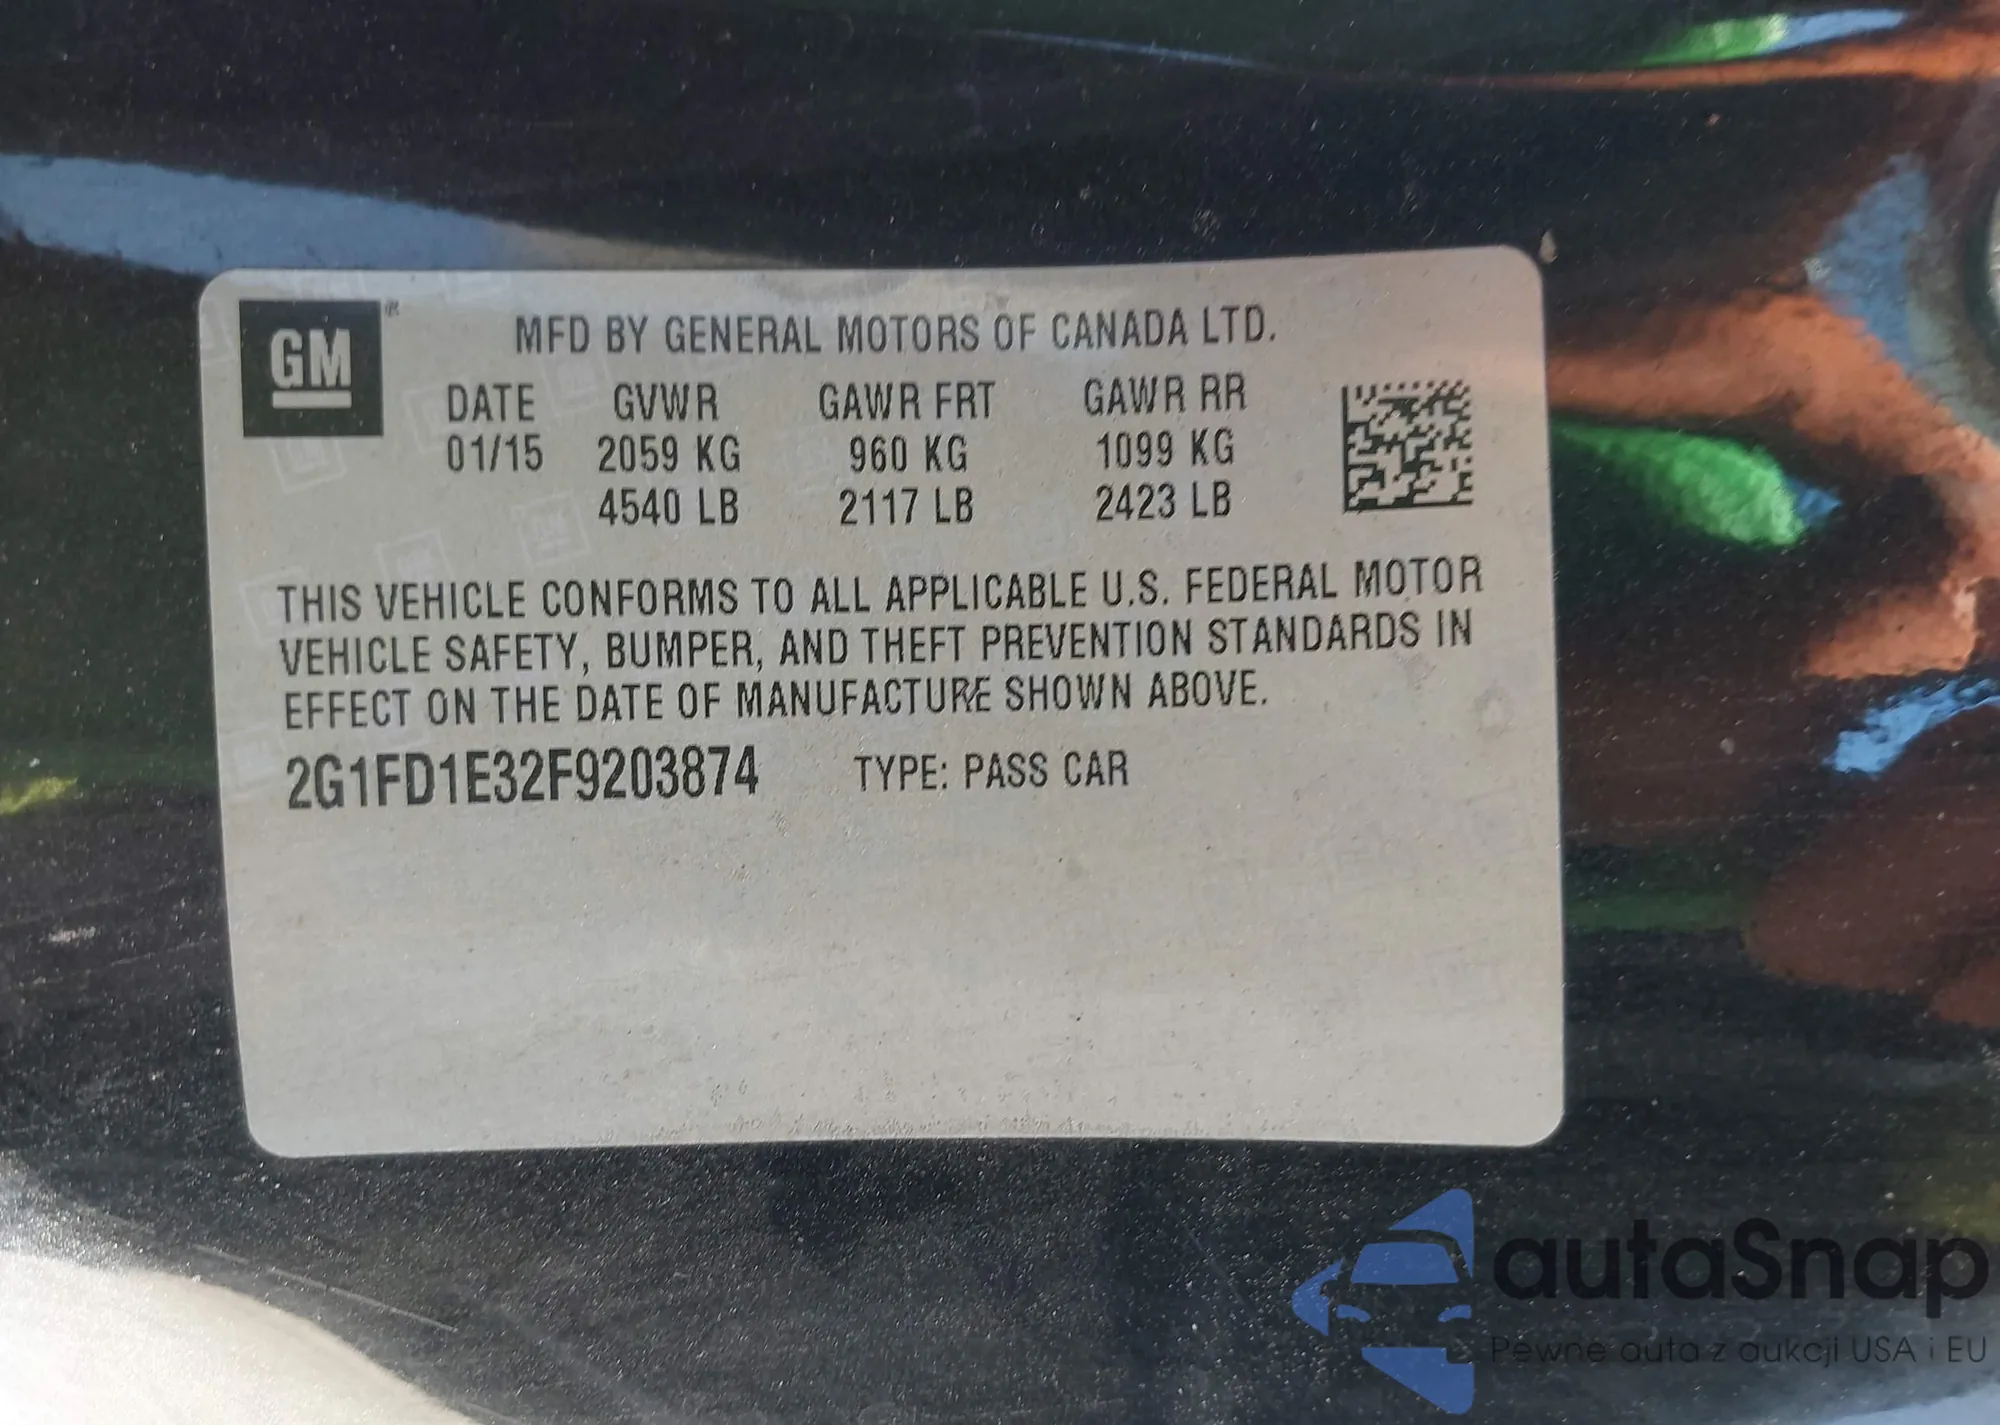 GM
MFD BY GENERAL MOTORS OF CANADA LTD.
DATE GVWR GAWR FRT GAWR RR
01/15 2059 KG 960 KG 1099 KG
4540 LB 2117 LB 2423 LB
THIS VEHICLE CONFORMS TO ALL APPLICABLE U.S. FEDERAL MOTOR
VEHICLE SAFETY, BUMPER, AND THEFT PREVENTION STANDARDS IN
EFFECT ON THE DATE OF MANUFACTURE SHOWN ABOVE.
2G1FD1E32F9203874 TYPE: PASS CAR
autaSnap
Pewne auta z aukcji USA i EU